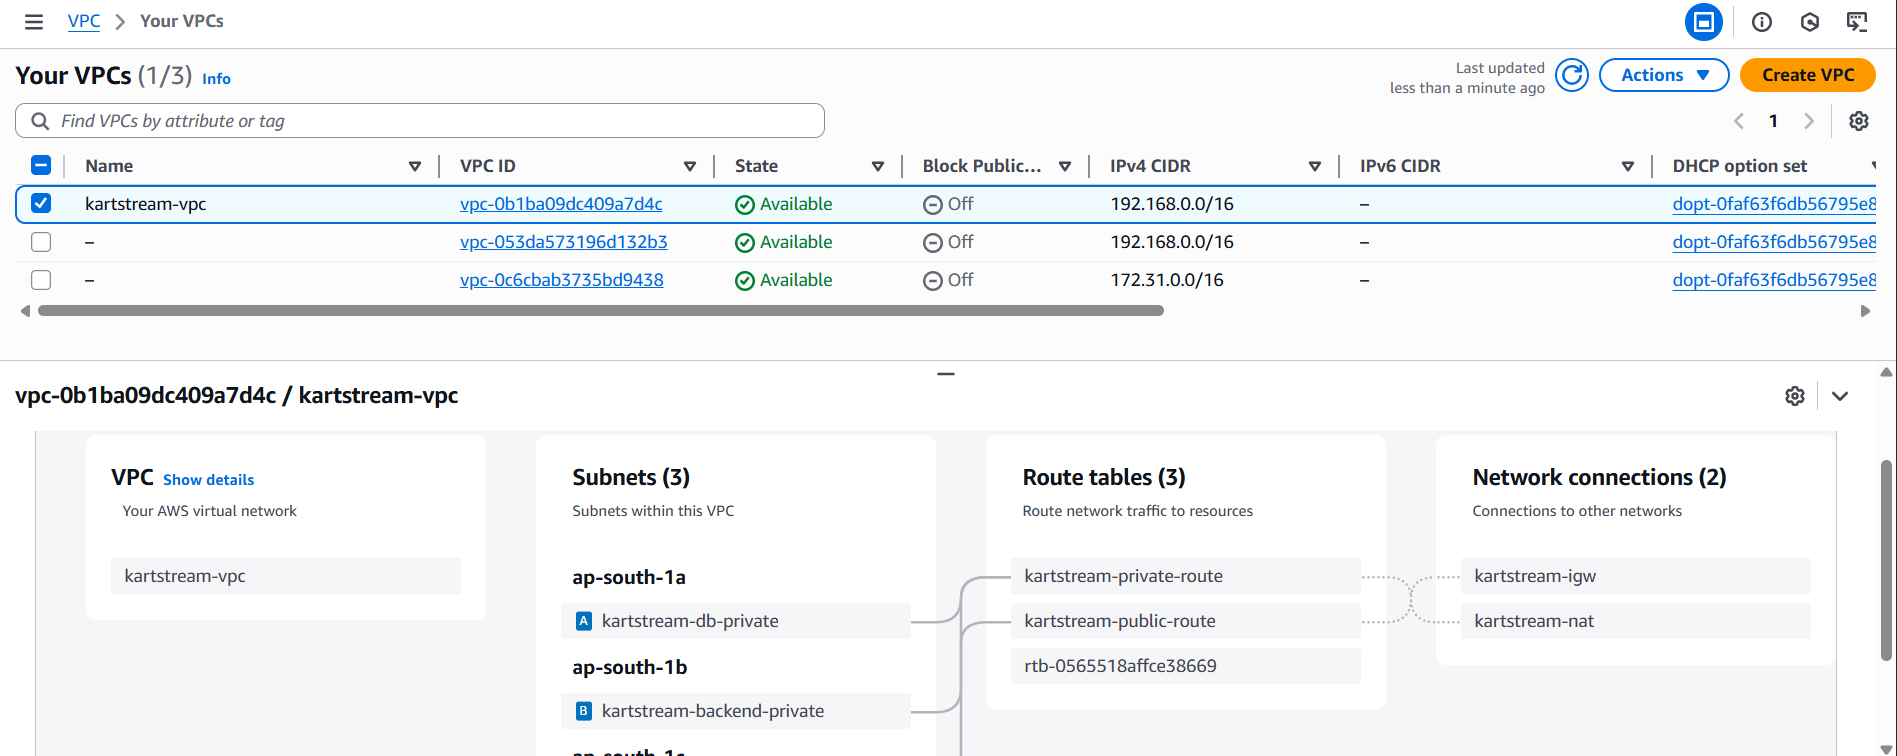 VPC > Your VPCs
Your VPCs (1/3) Info
Last updated
less than a minute ago
Actions
Create VPC
Find VPCs by attribute or tag
1
Name VPC ID State Block Public... IPv4 CIDR IPv6 CIDR DHCP option set
kartstream-vpc vpc-0b1ba09dc409a7d4c Available Off 192.168.0.0/16 – dopt-0faf63f6db56795e8
– vpc-053da573196d132b3 Available Off 192.168.0.0/16 – dopt-0faf63f6db56795e8
– vpc-0c6cbab3735bd9438 Available Off 172.31.0.0/16 – dopt-0faf63f6db56795e8
vpc-0b1ba09dc409a7d4c / kartstream-vpc
VPC Show details
Your AWS virtual network
kartstream-vpc
Subnets (3)
Subnets within this VPC
ap-south-1a
A kartstream-db-private
ap-south-1b
B kartstream-backend-private
ap-south-1c
Route tables (3)
Route network traffic to resources
kartstream-private-route
kartstream-public-route
rtb-0565518affce38669
Network connections (2)
Connections to other networks
kartstream-igw
kartstream-nat